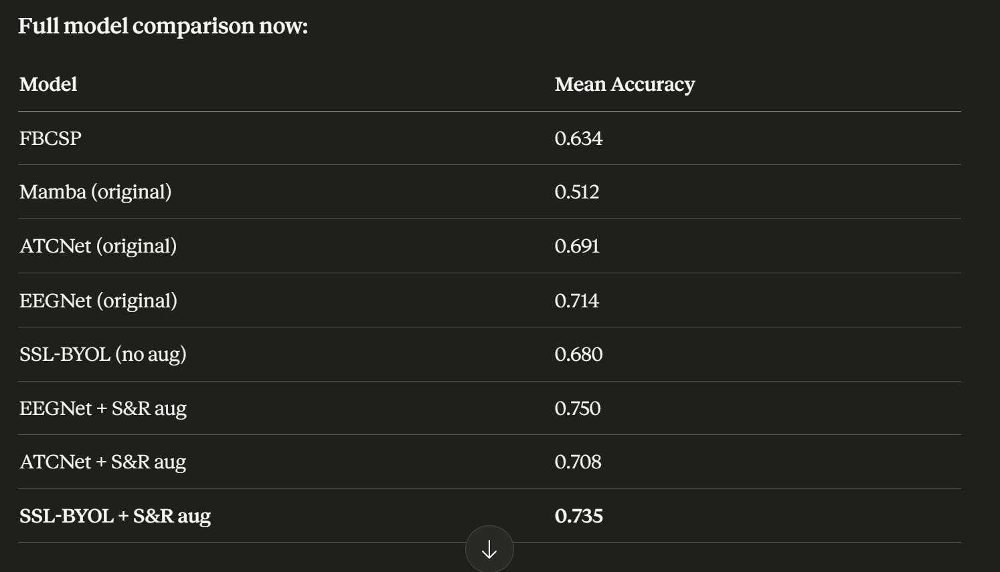 Full model comparison now:
Model Mean Accuracy
FBCSP 0.634
Mamba (original) 0.512
ATCNet (original) 0.691
EEGNet (original) 0.714
SSL-BYOL (no aug) 0.680
EEGNet + S&R aug 0.750
ATCNet + S&R aug 0.708
SSL-BYOL + S&R aug 0.735